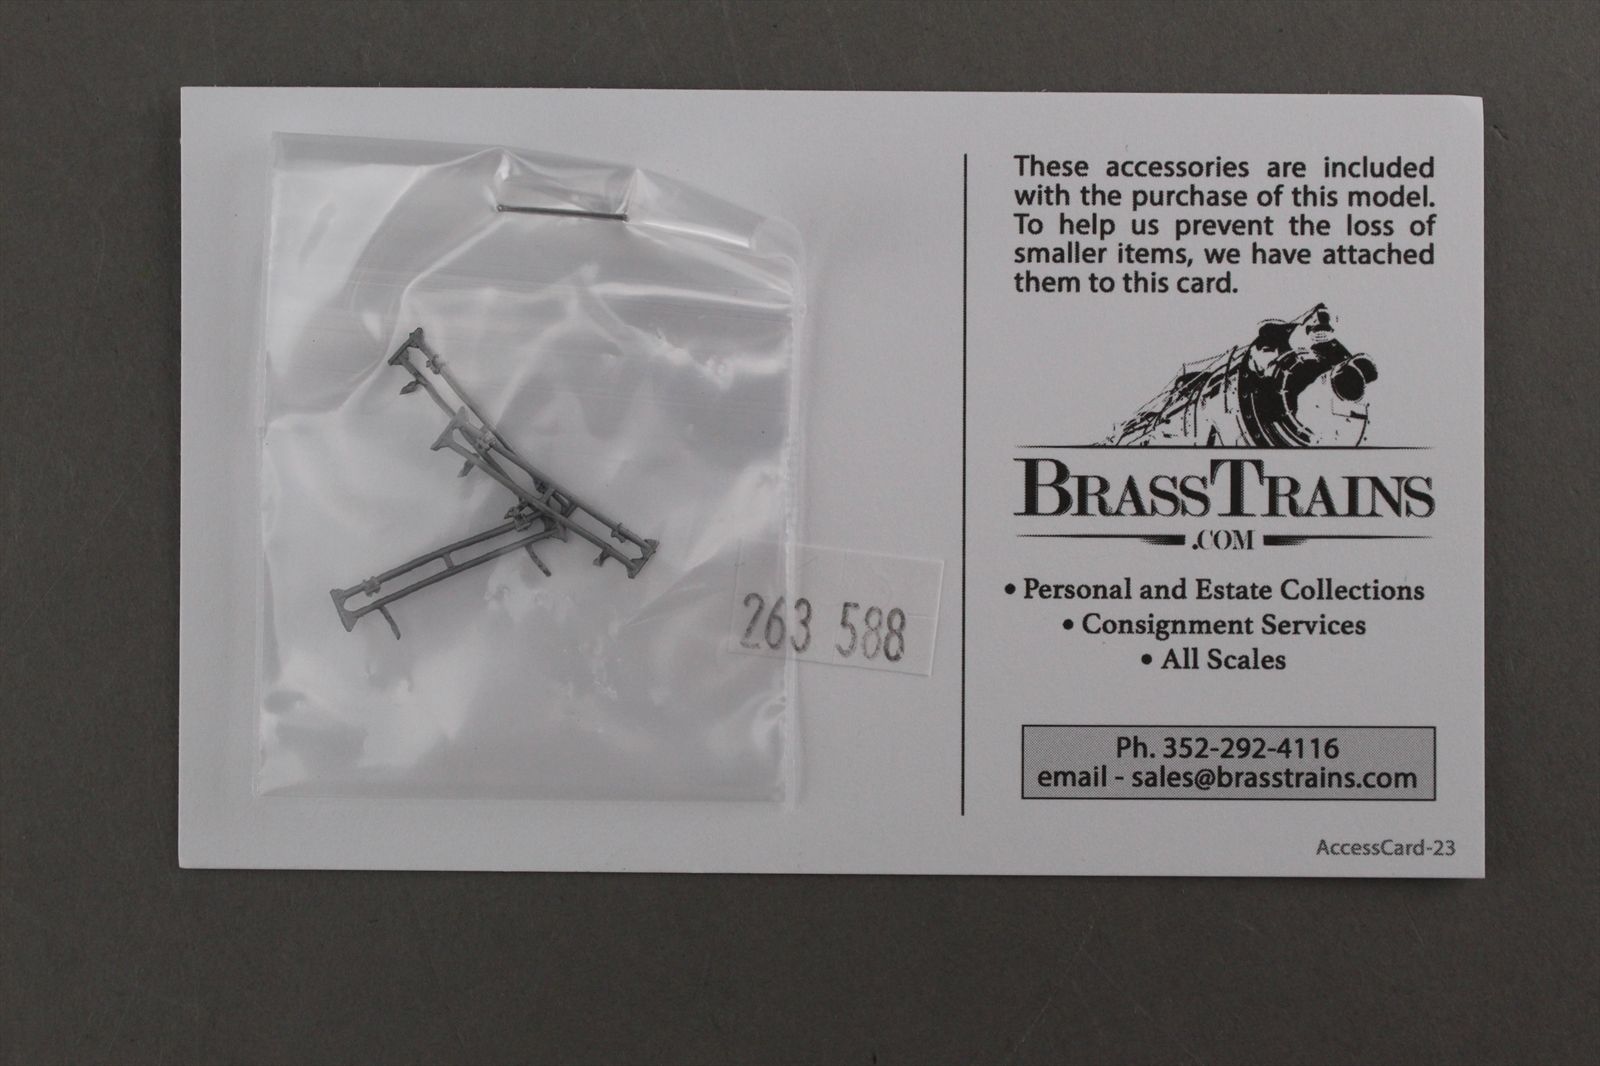 These accessories are included
with the purchase of this model.
To help us prevent the loss of
smaller items, we have attached
them to this card.
BRASSTRAINS
.COM
• Personal and Estate Collections
• Consignment Services
• All Scales
263 588
Ph. 352-292-4116
email - sales@brasstrains.com
AccessCard-23